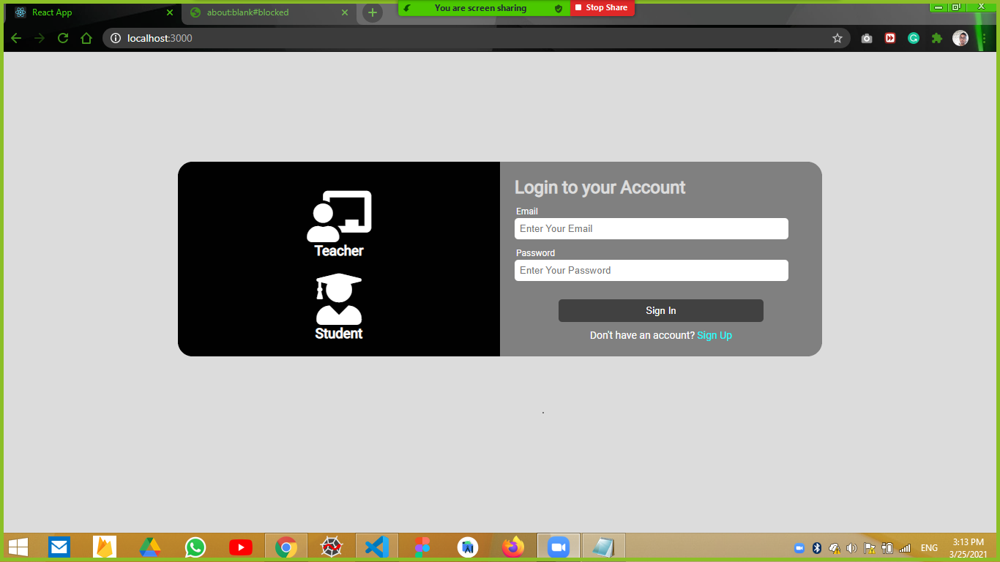 You are screen sharing
Stop Share
React App
about:blank#blocked
localhost:3000
Teacher
Student
Login to your Account
Email
Enter Your Email
Password
Enter Your Password
Sign In
Don't have an account? Sign Up
ENG
3:13 PM
3/25/2021